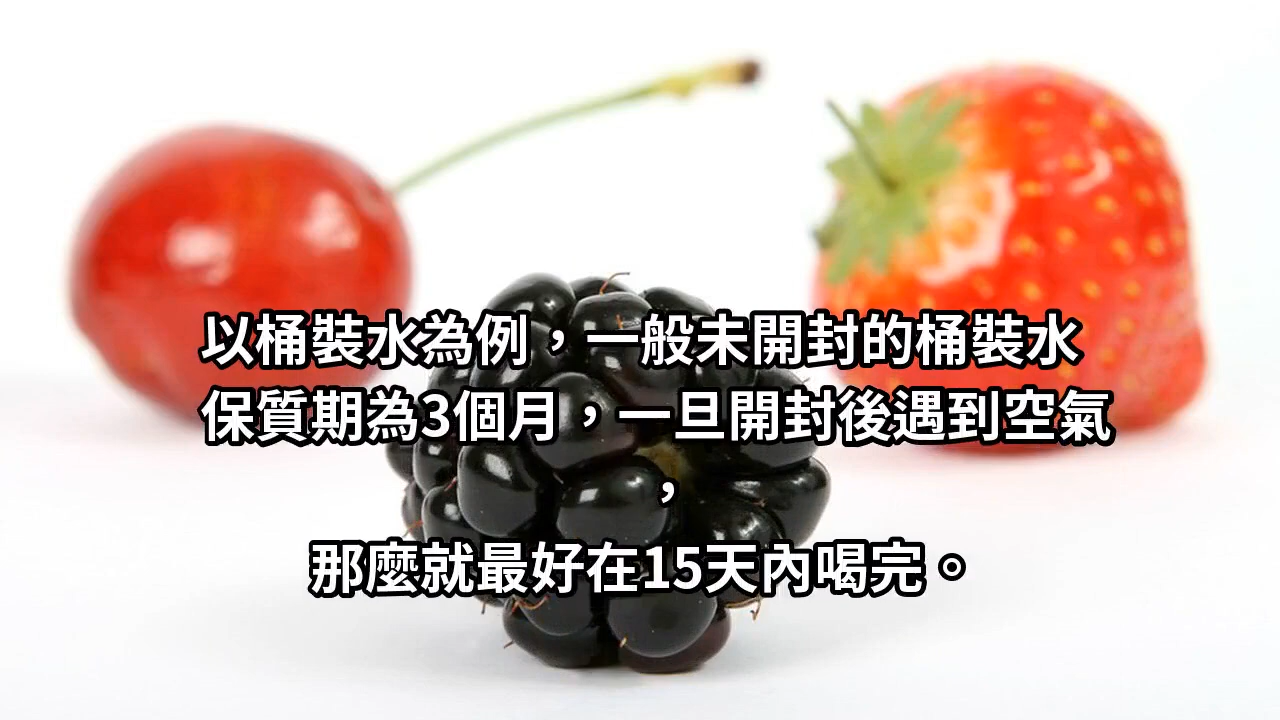 以桶裝水為例，一般未開封的桶裝水
保質期為3個月，一旦開封後遇到空氣
，
那麼就最好在15天內喝完。